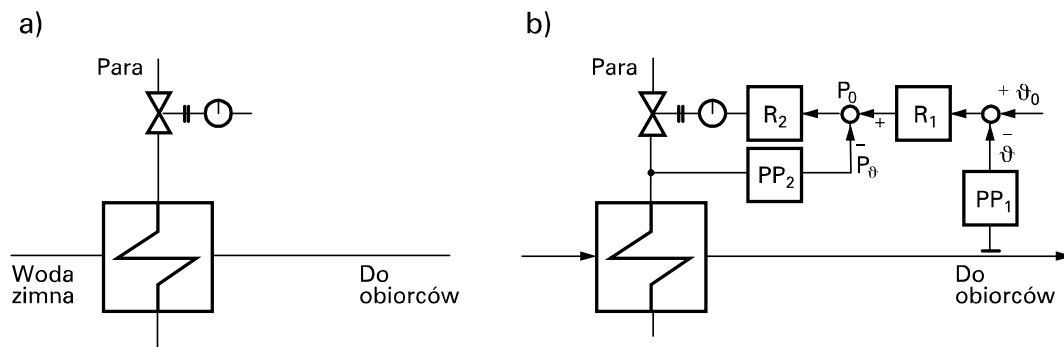 a)
Para
Woda
zimna
Do
obiorców
b)
Para
R₂
P₀
+
R₁
+ ϑ₀
−
Pϑ
−
ϑ
PP₂
PP₁
Do
obiorców